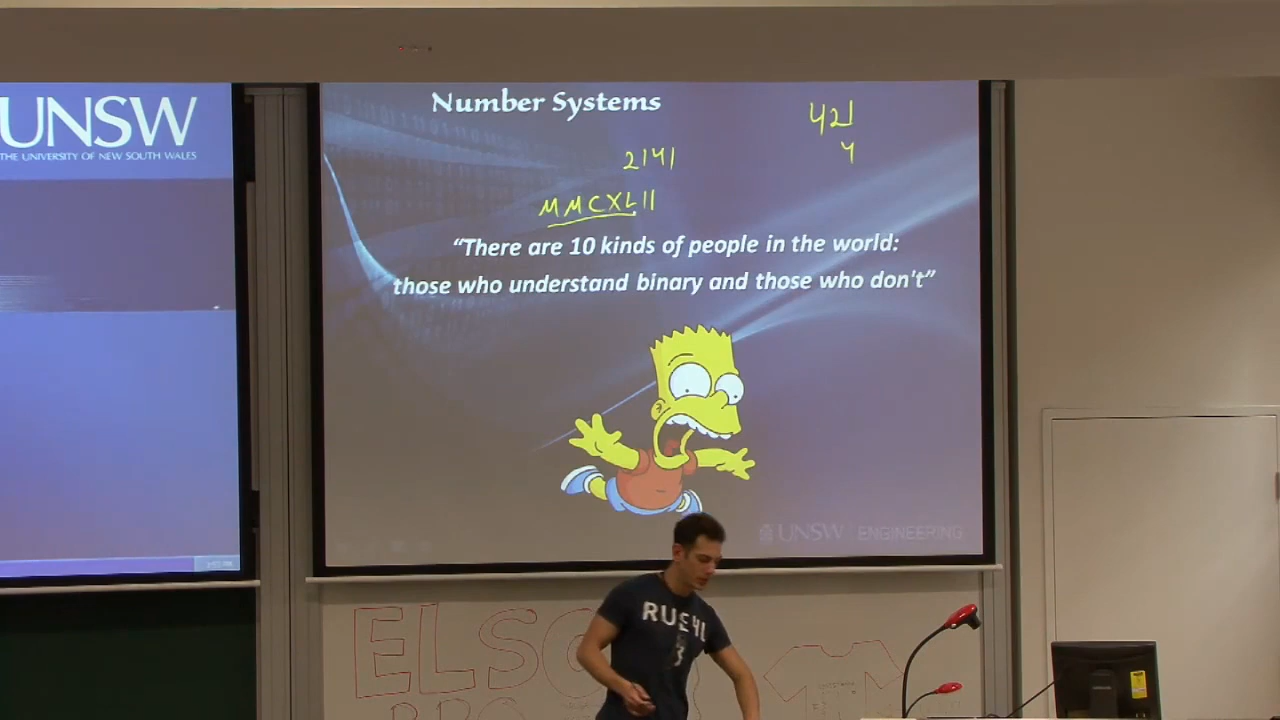 UNSW
THE UNIVERSITY OF NEW SOUTH WALES
Number Systems
421
4
2141
MMCXLII
“There are 10 kinds of people in the world:
those who understand binary and those who don't”
UNSW ENGINEERING
ELSO